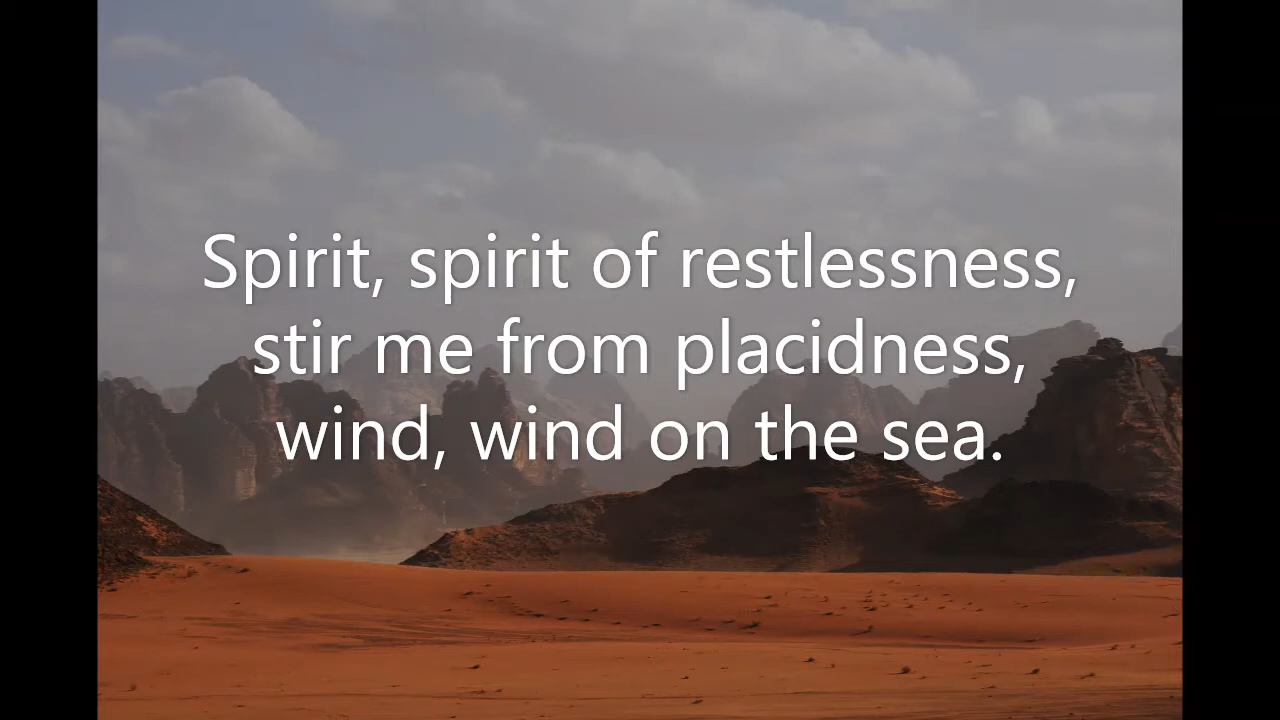 Spirit, spirit of restlessness,
stir me from placidness,
wind, wind on the sea.